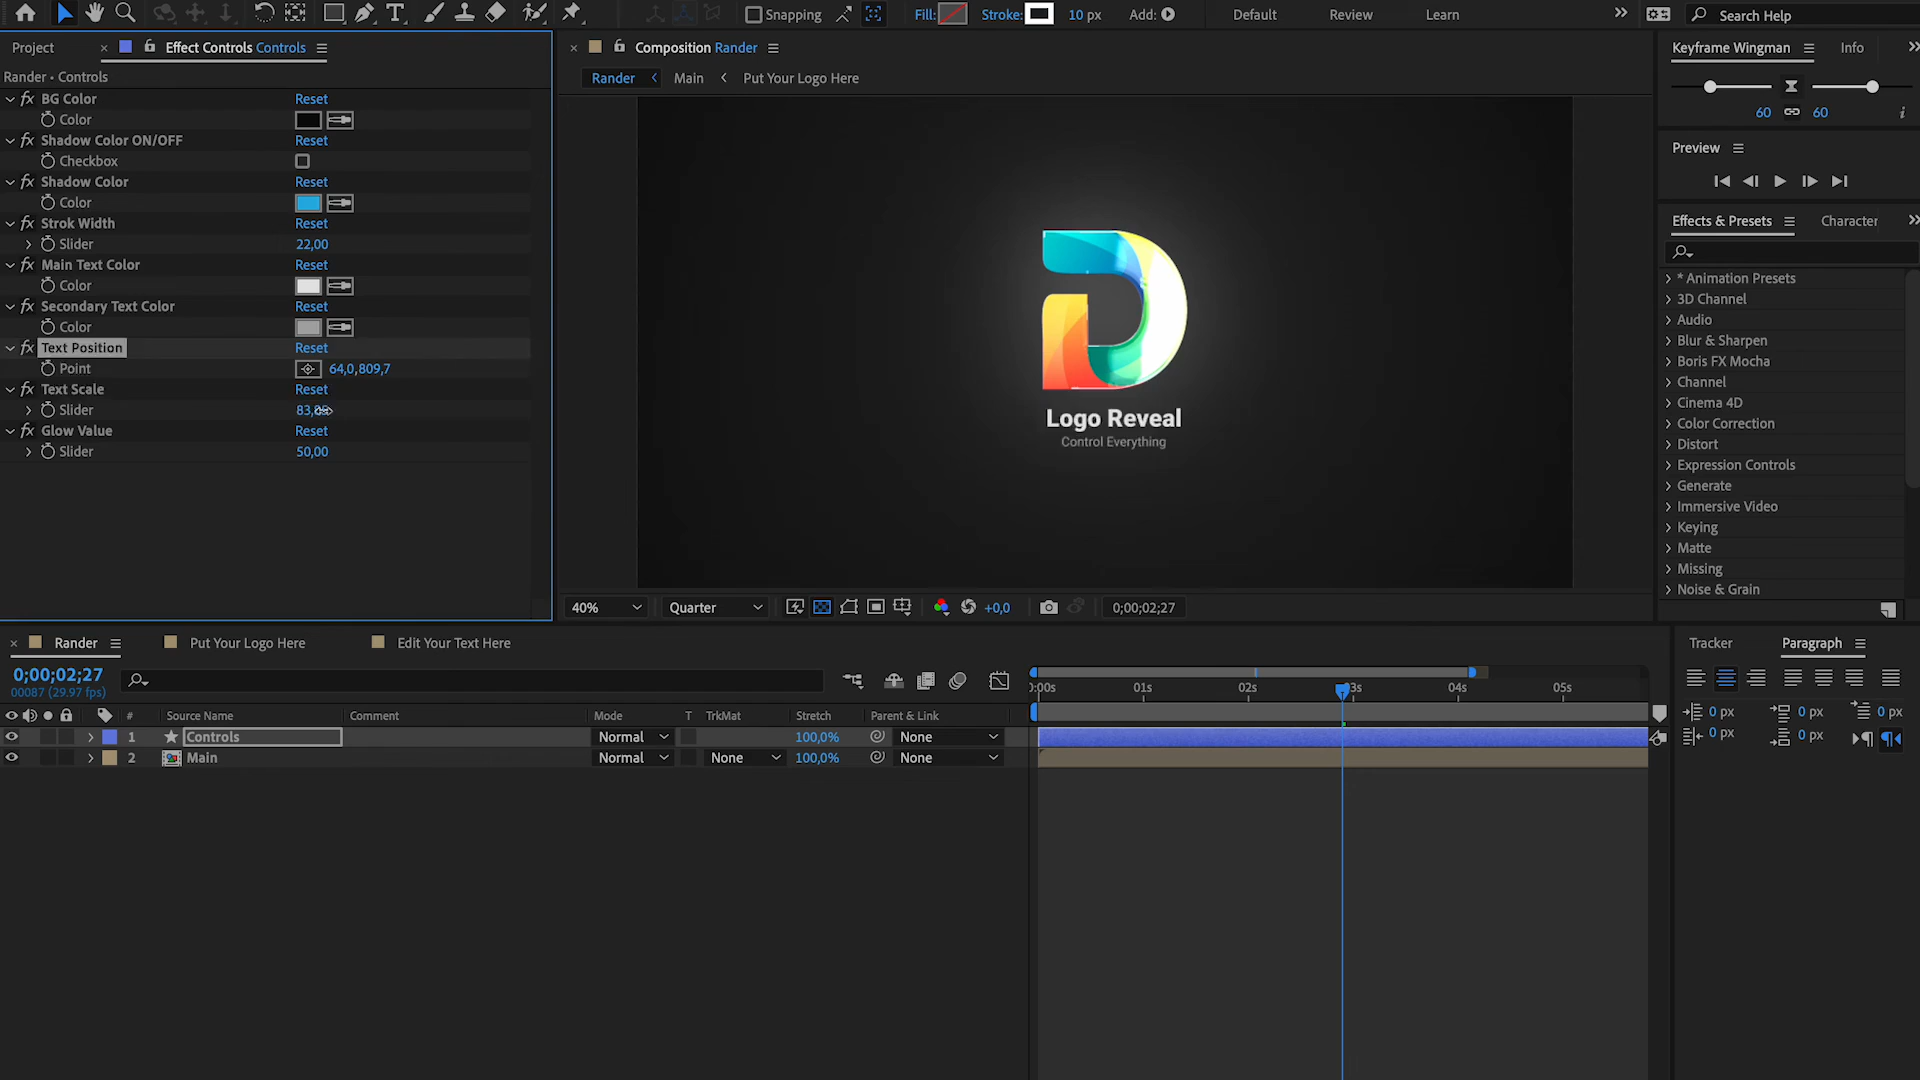 Snapping
Fill:
Stroke:
10 px
Add:
Default
Review
Learn
Search Help
Project
Effect Controls Controls
Composition Render
Keyframe Wingman
Info
Rander • Controls
Rander
Main
Put Your Logo Here
BG Color
Reset
Color
Shadow Color ON/OFF
Reset
Checkbox
Shadow Color
Reset
Color
Strok Width
Reset
Slider
22,00
Main Text Color
Reset
Color
Secondary Text Color
Reset
Color
Text Position
Reset
Point
64,0,809,7
Text Scale
Reset
Slider
Glow Value
Reset
Slider
50,00
Logo Reveal
Control Everything
60
60
Preview
Effects & Presets
Character
* Animation Presets
3D Channel
Audio
Blur & Sharpen
Boris FX Mocha
Channel
Cinema 4D
Color Correction
Distort
Expression Controls
Generate
Immersive Video
Keying
Matte
Missing
Noise & Grain
40%
Quarter
+0,0
0;00;02;27
Rander
Put Your Logo Here
Edit Your Text Here
Tracker
Paragraph
0;00;02;27
00087 (29.97 fps)
):00s
01s
02s
03s
04s
05s
#
Source Name
Comment
Mode
T
TrkMat
Stretch
Parent & Link
1
Controls
Normal
100,0%
None
2
Main
Normal
None
100,0%
None
0 px
0 px
0 px
0 px
0 px